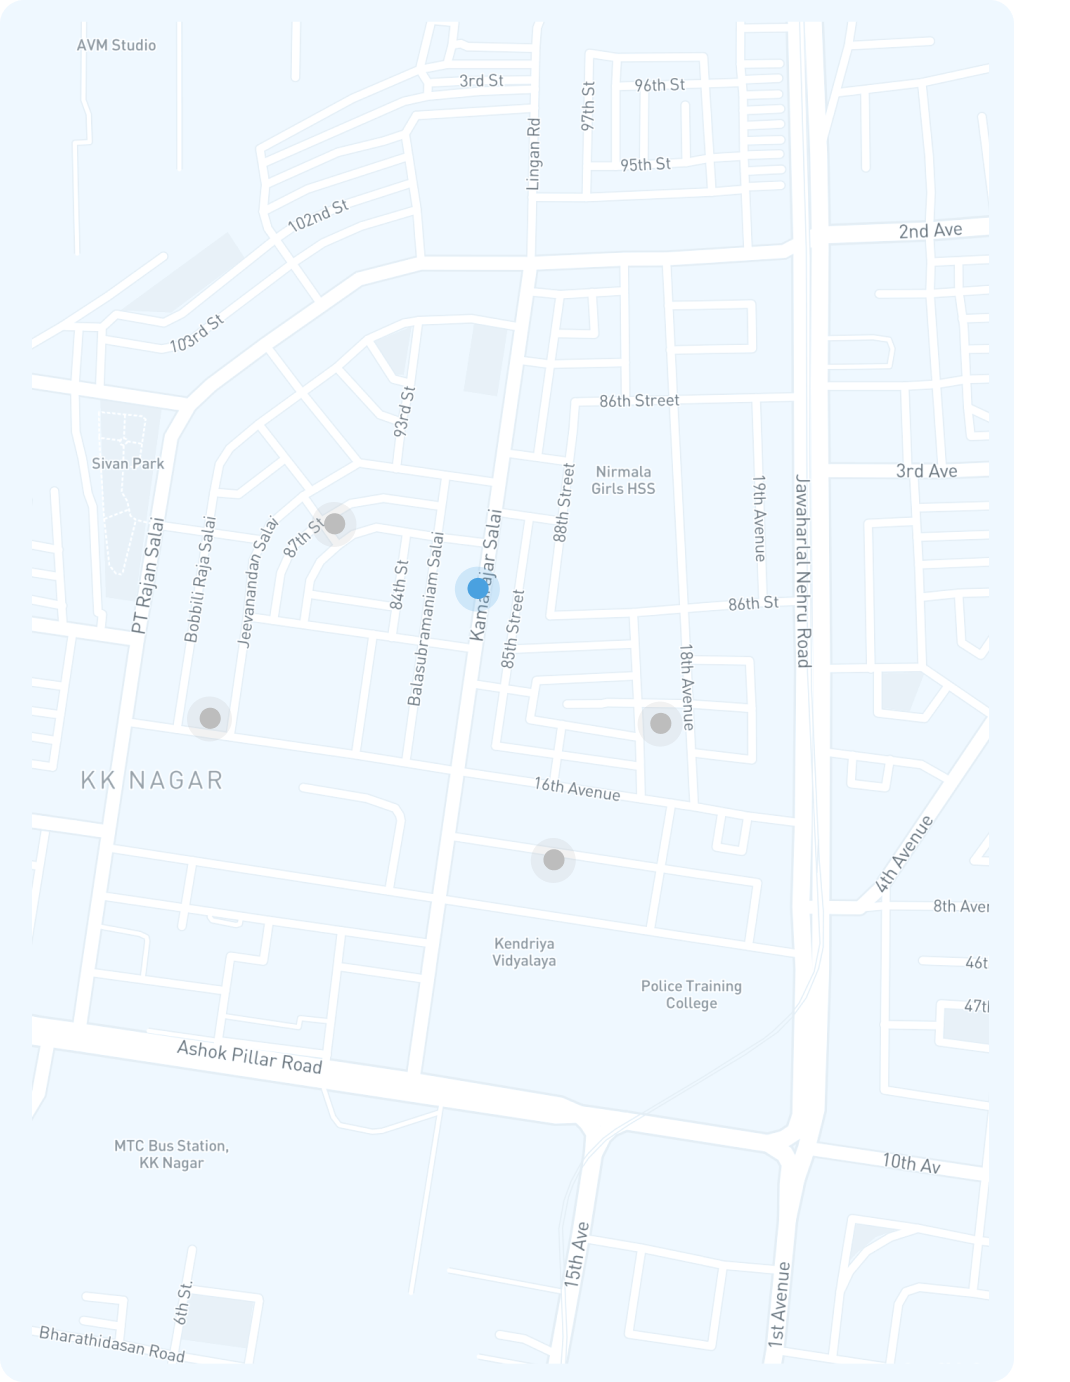 AVM Studio
3rd St
96th St
97th St
Lingan Rd
95th St
102nd St
2nd Ave
103rd St
93rd St
86th Street
Sivan Park
Nirmala
Girls HSS
3rd Ave
88th Street
19th Avenue
Jawaharlal Nehru Road
PT Rajan Salai
Bobbili Raja Salai
Jeevanandan Salai
87th St
84th St
Balasubramaniam Salai
Kamarajar Salai
85th Street
86th St
18th Avenue
KK NAGAR
16th Avenue
4th Avenue
8th Aven
Kendriya
Vidyalaya
46t
Police Training
College
47th
Ashok Pillar Road
MTC Bus Station,
KK Nagar
10th Av
15th Ave
1st Avenue
6th St.
Bharathidasan Road